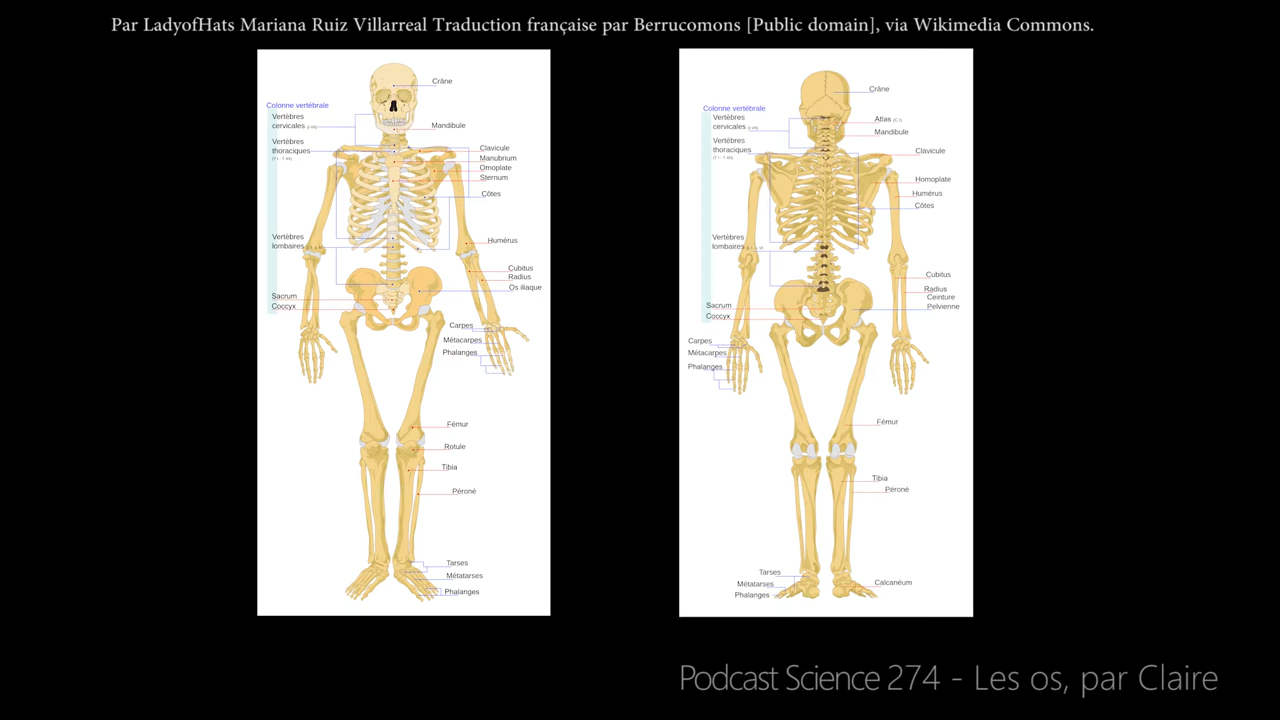 Par LadyofHats Mariana Ruiz Villarreal Traduction française par Berrucomons [Public domain], via Wikimedia Commons.
Crâne
Colonne vertébrale
Vertèbres
cervicales
Mandibule
Vertèbres
thoraciques
Clavicule
Manubrium
Omoplate
Sternum
Côtes
Vertèbres
lombaires
Humérus
Cubitus
Radius
Os iliaque
Sacrum
Coccyx
Carpes
Métacarpes
Phalanges
Fémur
Rotule
Tibia
Péroné
Tarses
Métatarses
Phalanges
Crâne
Colonne vertébrale
Vertèbres
cervicales
Atlas (C I)
Mandibule
Vertèbres
thoraciques
Clavicule
Homoplate
Humérus
Côtes
Vertèbres
lombaires
Cubitus
Radius
Ceinture
Pelvienne
Sacrum
Coccyx
Carpes
Métacarpes
Phalanges
Fémur
Tibia
Péroné
Tarses
Métatarses
Phalanges
Calcanéum
Podcast Science 274 - Les os, par Claire